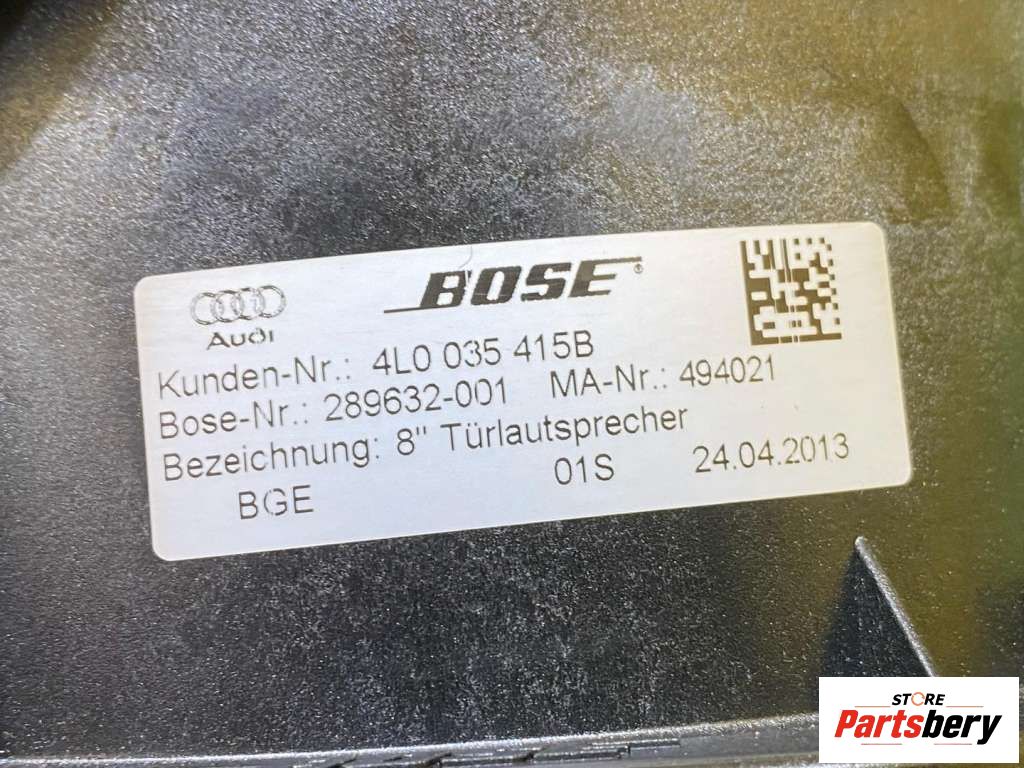 BOSE®
Audi
Kunden-Nr.: 4L0 035 415B
Bose-Nr.: 289632-001 MA-Nr.: 494021
Bezeichnung: 8" Türlautsprecher
BGE 01S 24.04.2013
STORE
Partsbery